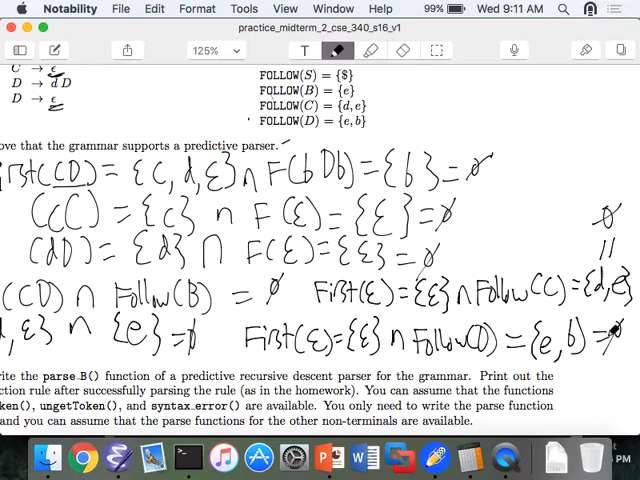 Notability File Edit View Window Help 99% Wed 9:11 AM
practice_midterm_2_cse_340_s16_v1
125%
C → ϵ
D → d D
D → ϵ
FOLLOW(S) = {$}
FOLLOW(B) = {e}
FOLLOW(C) = {d, e}
FOLLOW(D) = {e, b}
ove that the grammar supports a predictive parser.
First(CD) = {c, d, ε} ∩ F(bDb) = {b} = ∅
(CC) = {c} ∩ F(ε) = {ε} = ∅
(dD) = {d} ∩ F(ε) = {ε} = ∅
∅
=
(CD) ∩ Follow(B) = ∅ First(ε) = {ε} ∩ Follow(C) = {d, e}
d, ε} ∩ {e} = ∅ First(ε) = {ε} ∩ Follow(D) = {e, b} = ∅
rite the parse_B() function of a predictive recursive descent parser for the grammar. Print out the
ction rule after successfully parsing the rule (as in the homework). You can assume that the functions
ken(), ungetToken(), and syntax_error() are available. You only need to write the parse function
and you can assume that the parse functions for the other non-terminals are available.